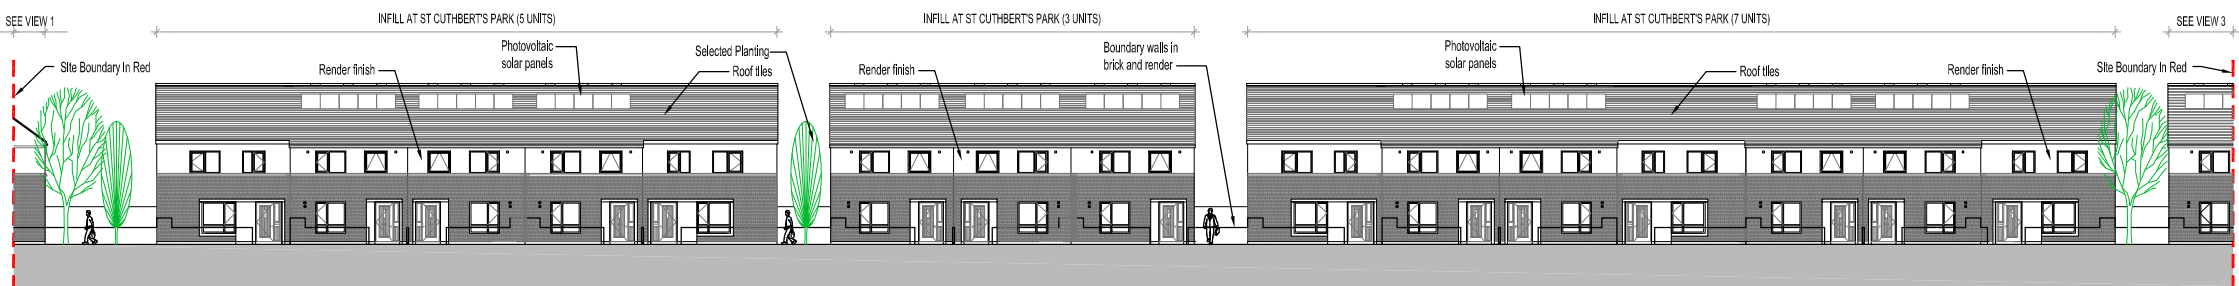 SEE VIEW 1
INFILL AT ST CUTHBERT'S PARK (5 UNITS)
INFILL AT ST CUTHBERT'S PARK (3 UNITS)
INFILL AT ST CUTHBERT'S PARK (7 UNITS)
SEE VIEW 3
Site Boundary In Red
Render finish
Photovoltaic
solar panels
Selected Planting
Roof tiles
Render finish
Boundary walls in
brick and render
Photovoltaic
solar panels
Roof tiles
Render finish
Site Boundary In Red